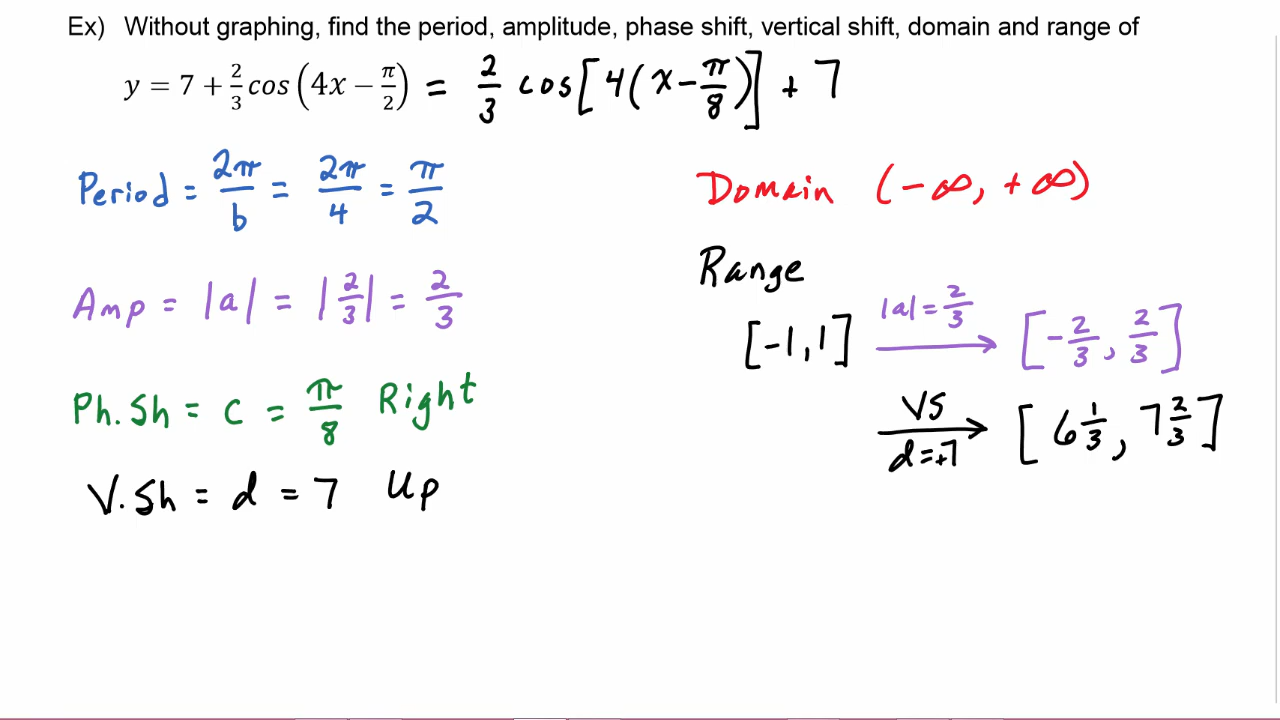 Ex) Without graphing, find the period, amplitude, phase shift, vertical shift, domain and range of
y = 7 + 2/3 cos (4x − π/2) = 2/3 cos[4(x − π/8)] + 7
Period = 2π/b = 2π/4 = π/2
Amp = |a| = |2/3| = 2/3
Ph. Sh = c = π/8 Right
V. Sh = d = 7 Up
Domain (−∞, +∞)
Range
[−1, 1] |a| = 2/3 → [−2/3, 2/3]
VS d = +7 → [6 1/3, 7 2/3]